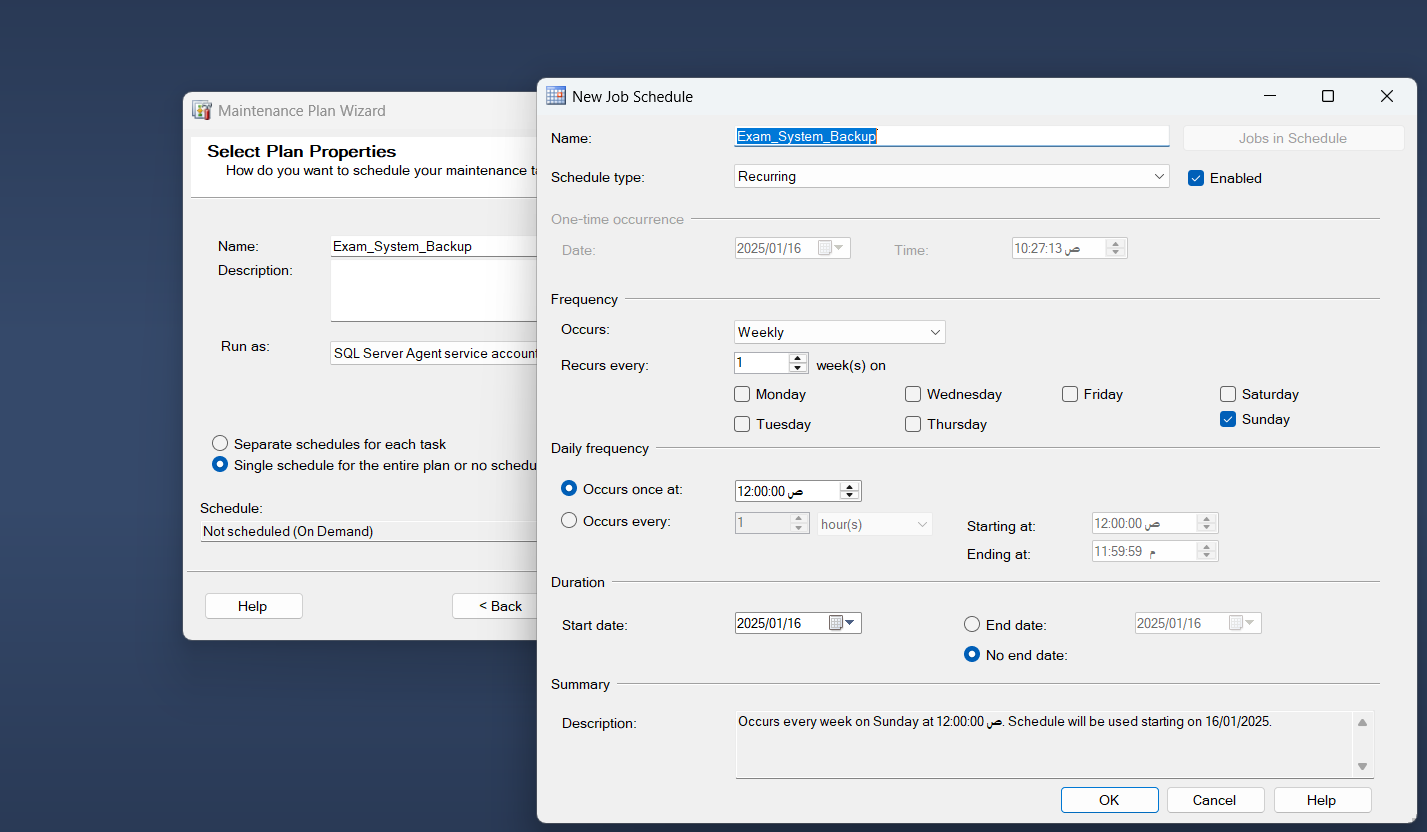 Maintenance Plan Wizard
Select Plan Properties
How do you want to schedule your maintenance
Name:
Exam_System_Backup
Description:
Run as:
SQL Server Agent service account
Separate schedules for each task
Single schedule for the entire plan or no schedu
Schedule:
Not scheduled (On Demand)
Help
< Back
New Job Schedule
Name:
Exam_System_Backup
Jobs in Schedule
Schedule type:
Recurring
Enabled
One-time occurrence
Date:
2025/01/16
Time:
10:27:13 ص
Frequency
Occurs:
Weekly
Recurs every:
1
week(s) on
Monday
Wednesday
Friday
Saturday
Tuesday
Thursday
Sunday
Daily frequency
Occurs once at:
12:00:00 ص
Occurs every:
1
hour(s)
Starting at:
12:00:00 ص
Ending at:
11:59:59 م
Duration
Start date:
2025/01/16
End date:
2025/01/16
No end date:
Summary
Description:
Occurs every week on Sunday at 12:00:00 ص. Schedule will be used starting on 16/01/2025.
OK
Cancel
Help